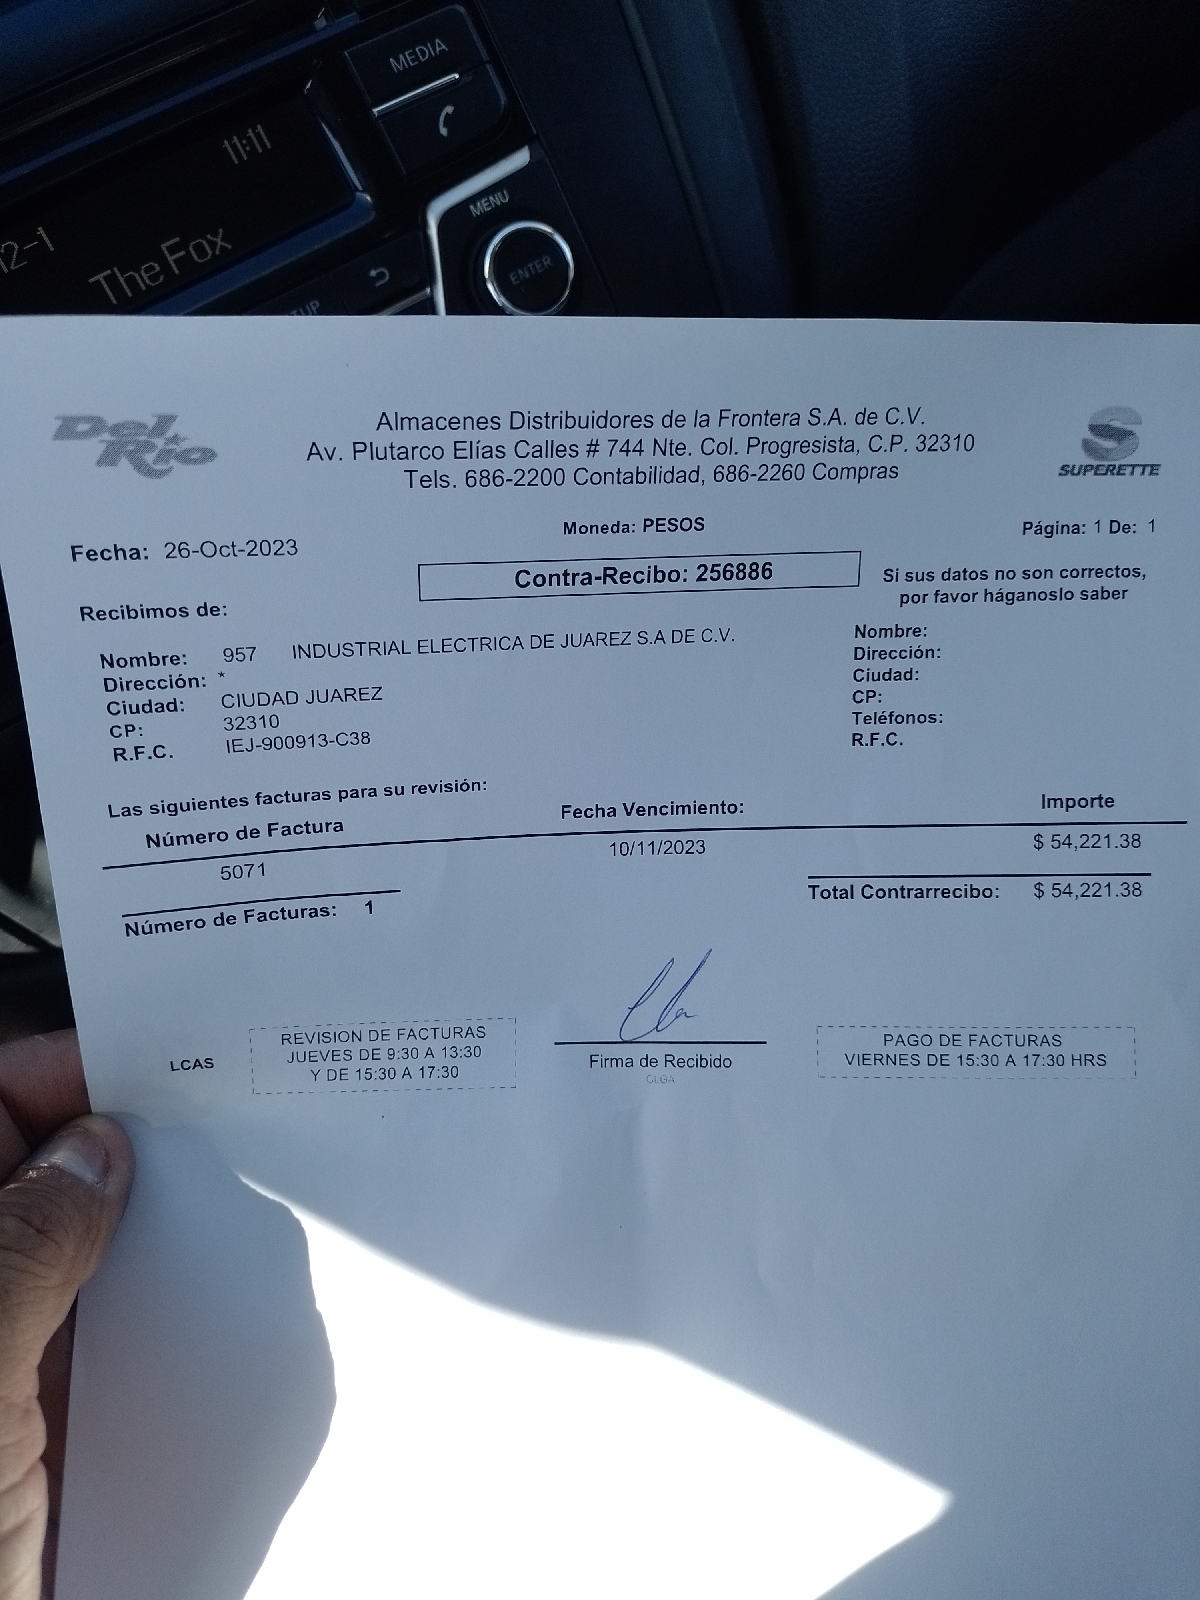 MEDIA
11:11
12-1
The Fox
MENU
ENTER
Del Rio
Almacenes Distribuidores de la Frontera S.A. de C.V.
Av. Plutarco Elías Calles # 744 Nte. Col. Progresista, C.P. 32310
Tels. 686-2200 Contabilidad, 686-2260 Compras
S
SUPERETTE
Fecha: 26-Oct-2023
Moneda: PESOS
Página: 1 De: 1
Contra-Recibo: 256886
Si sus datos no son correctos,
por favor háganoslo saber
Recibimos de:
Nombre: 957 INDUSTRIAL ELECTRICA DE JUAREZ S.A DE C.V.
Dirección: *
Ciudad: CIUDAD JUAREZ
CP: 32310
R.F.C. IEJ-900913-C38
Nombre:
Dirección:
Ciudad:
CP:
Teléfonos:
R.F.C.
Las siguientes facturas para su revisión:
Número de Factura Fecha Vencimiento: Importe
5071 10/11/2023 $ 54,221.38
Número de Facturas: 1
Total Contrarrecibo: $ 54,221.38
LCAS
REVISION DE FACTURAS
JUEVES DE 9:30 A 13:30
Y DE 15:30 A 17:30
Firma de Recibido
CLGA
PAGO DE FACTURAS
VIERNES DE 15:30 A 17:30 HRS